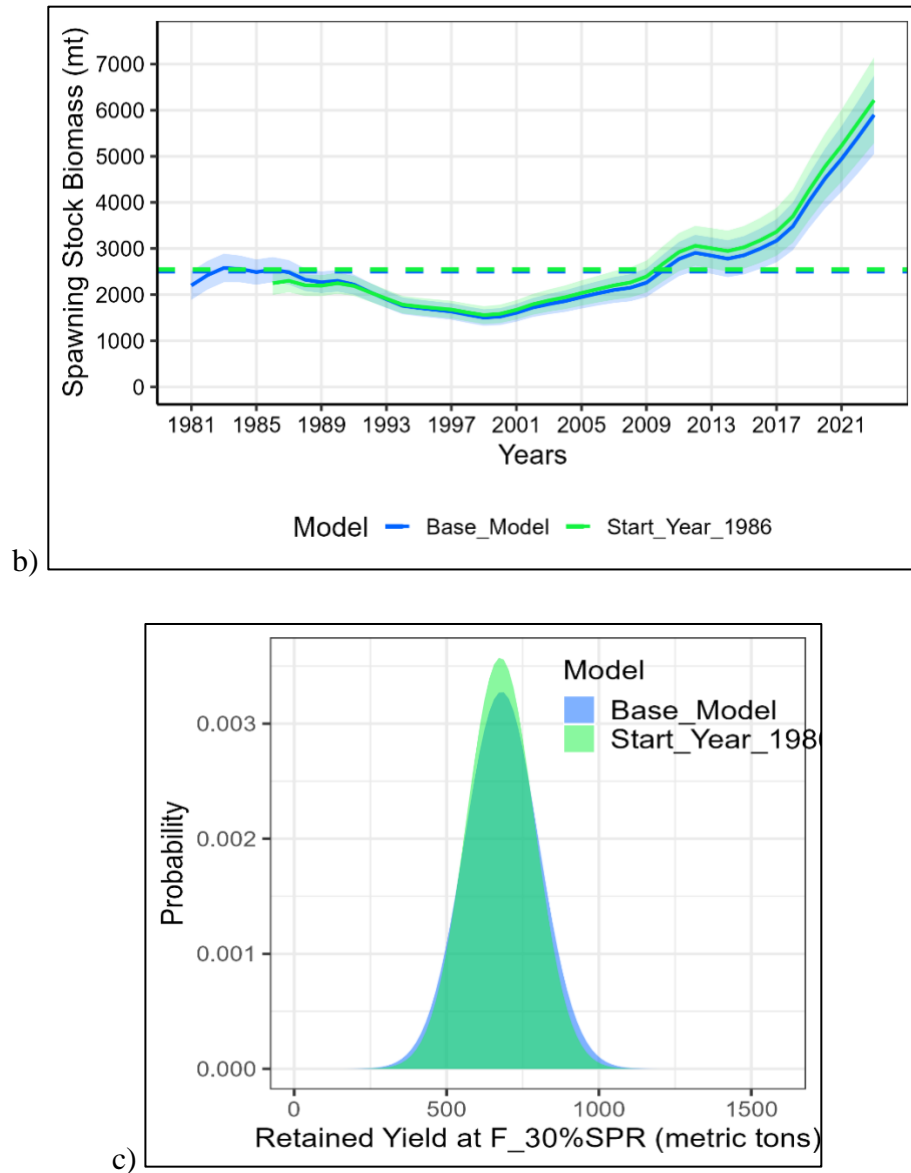 Spawning Stock Biomass (mt)
7000
6000
5000
4000
3000
2000
1000
0
1981 1985 1989 1993 1997 2001 2005 2009 2013 2017 2021
Years
Model Base_Model Start_Year_1986
b)
Probability
0.003
0.002
0.001
0.000
Model
Base_Model
Start_Year_198
0 500 1000 1500
Retained Yield at F_30%SPR (metric tons)
c)